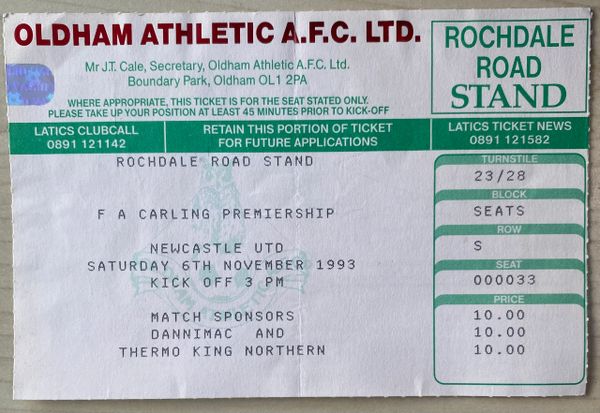 OLDHAM ATHLETIC A.F.C. LTD.
Mr J.T. Cale, Secretary, Oldham Athletic A.F.C. Ltd.
Boundary Park, Oldham OL1 2PA
WHERE APPROPRIATE, THIS TICKET IS FOR THE SEAT STATED ONLY.
PLEASE TAKE UP YOUR POSITION AT LEAST 45 MINUTES PRIOR TO KICK-OFF
ROCHDALE
ROAD
STAND
LATICS CLUBCALL
0891 121142
RETAIN THIS PORTION OF TICKET
FOR FUTURE APPLICATIONS
LATICS TICKET NEWS
0891 121582
ROCHDALE ROAD STAND
F A CARLING PREMIERSHIP
NEWCASTLE UTD
SATURDAY 6TH NOVEMBER 1993
KICK OFF 3 PM
MATCH SPONSORS
DANNIMAC AND
THERMO KING NORTHERN
TURNSTILE
23/28
BLOCK
SEATS
ROW
S
SEAT
000033
PRICE
10.00
10.00
10.00